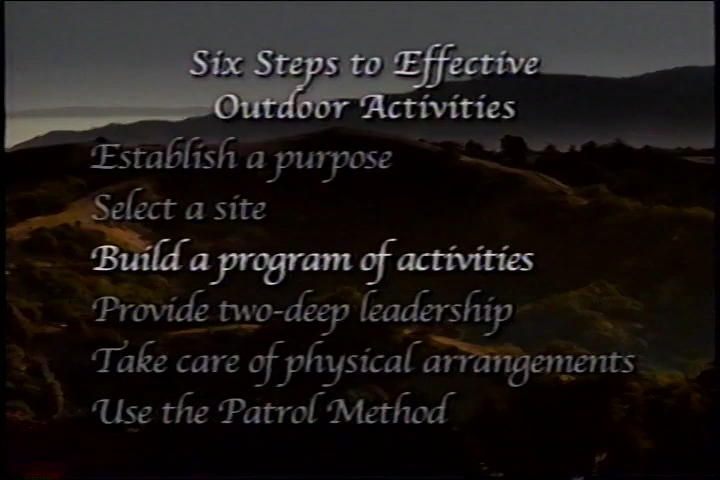 Six Steps to Effective
Outdoor Activities
Establish a purpose
Select a site
Build a program of activities
Provide two-deep leadership
Take care of physical arrangements
Use the Patrol Method